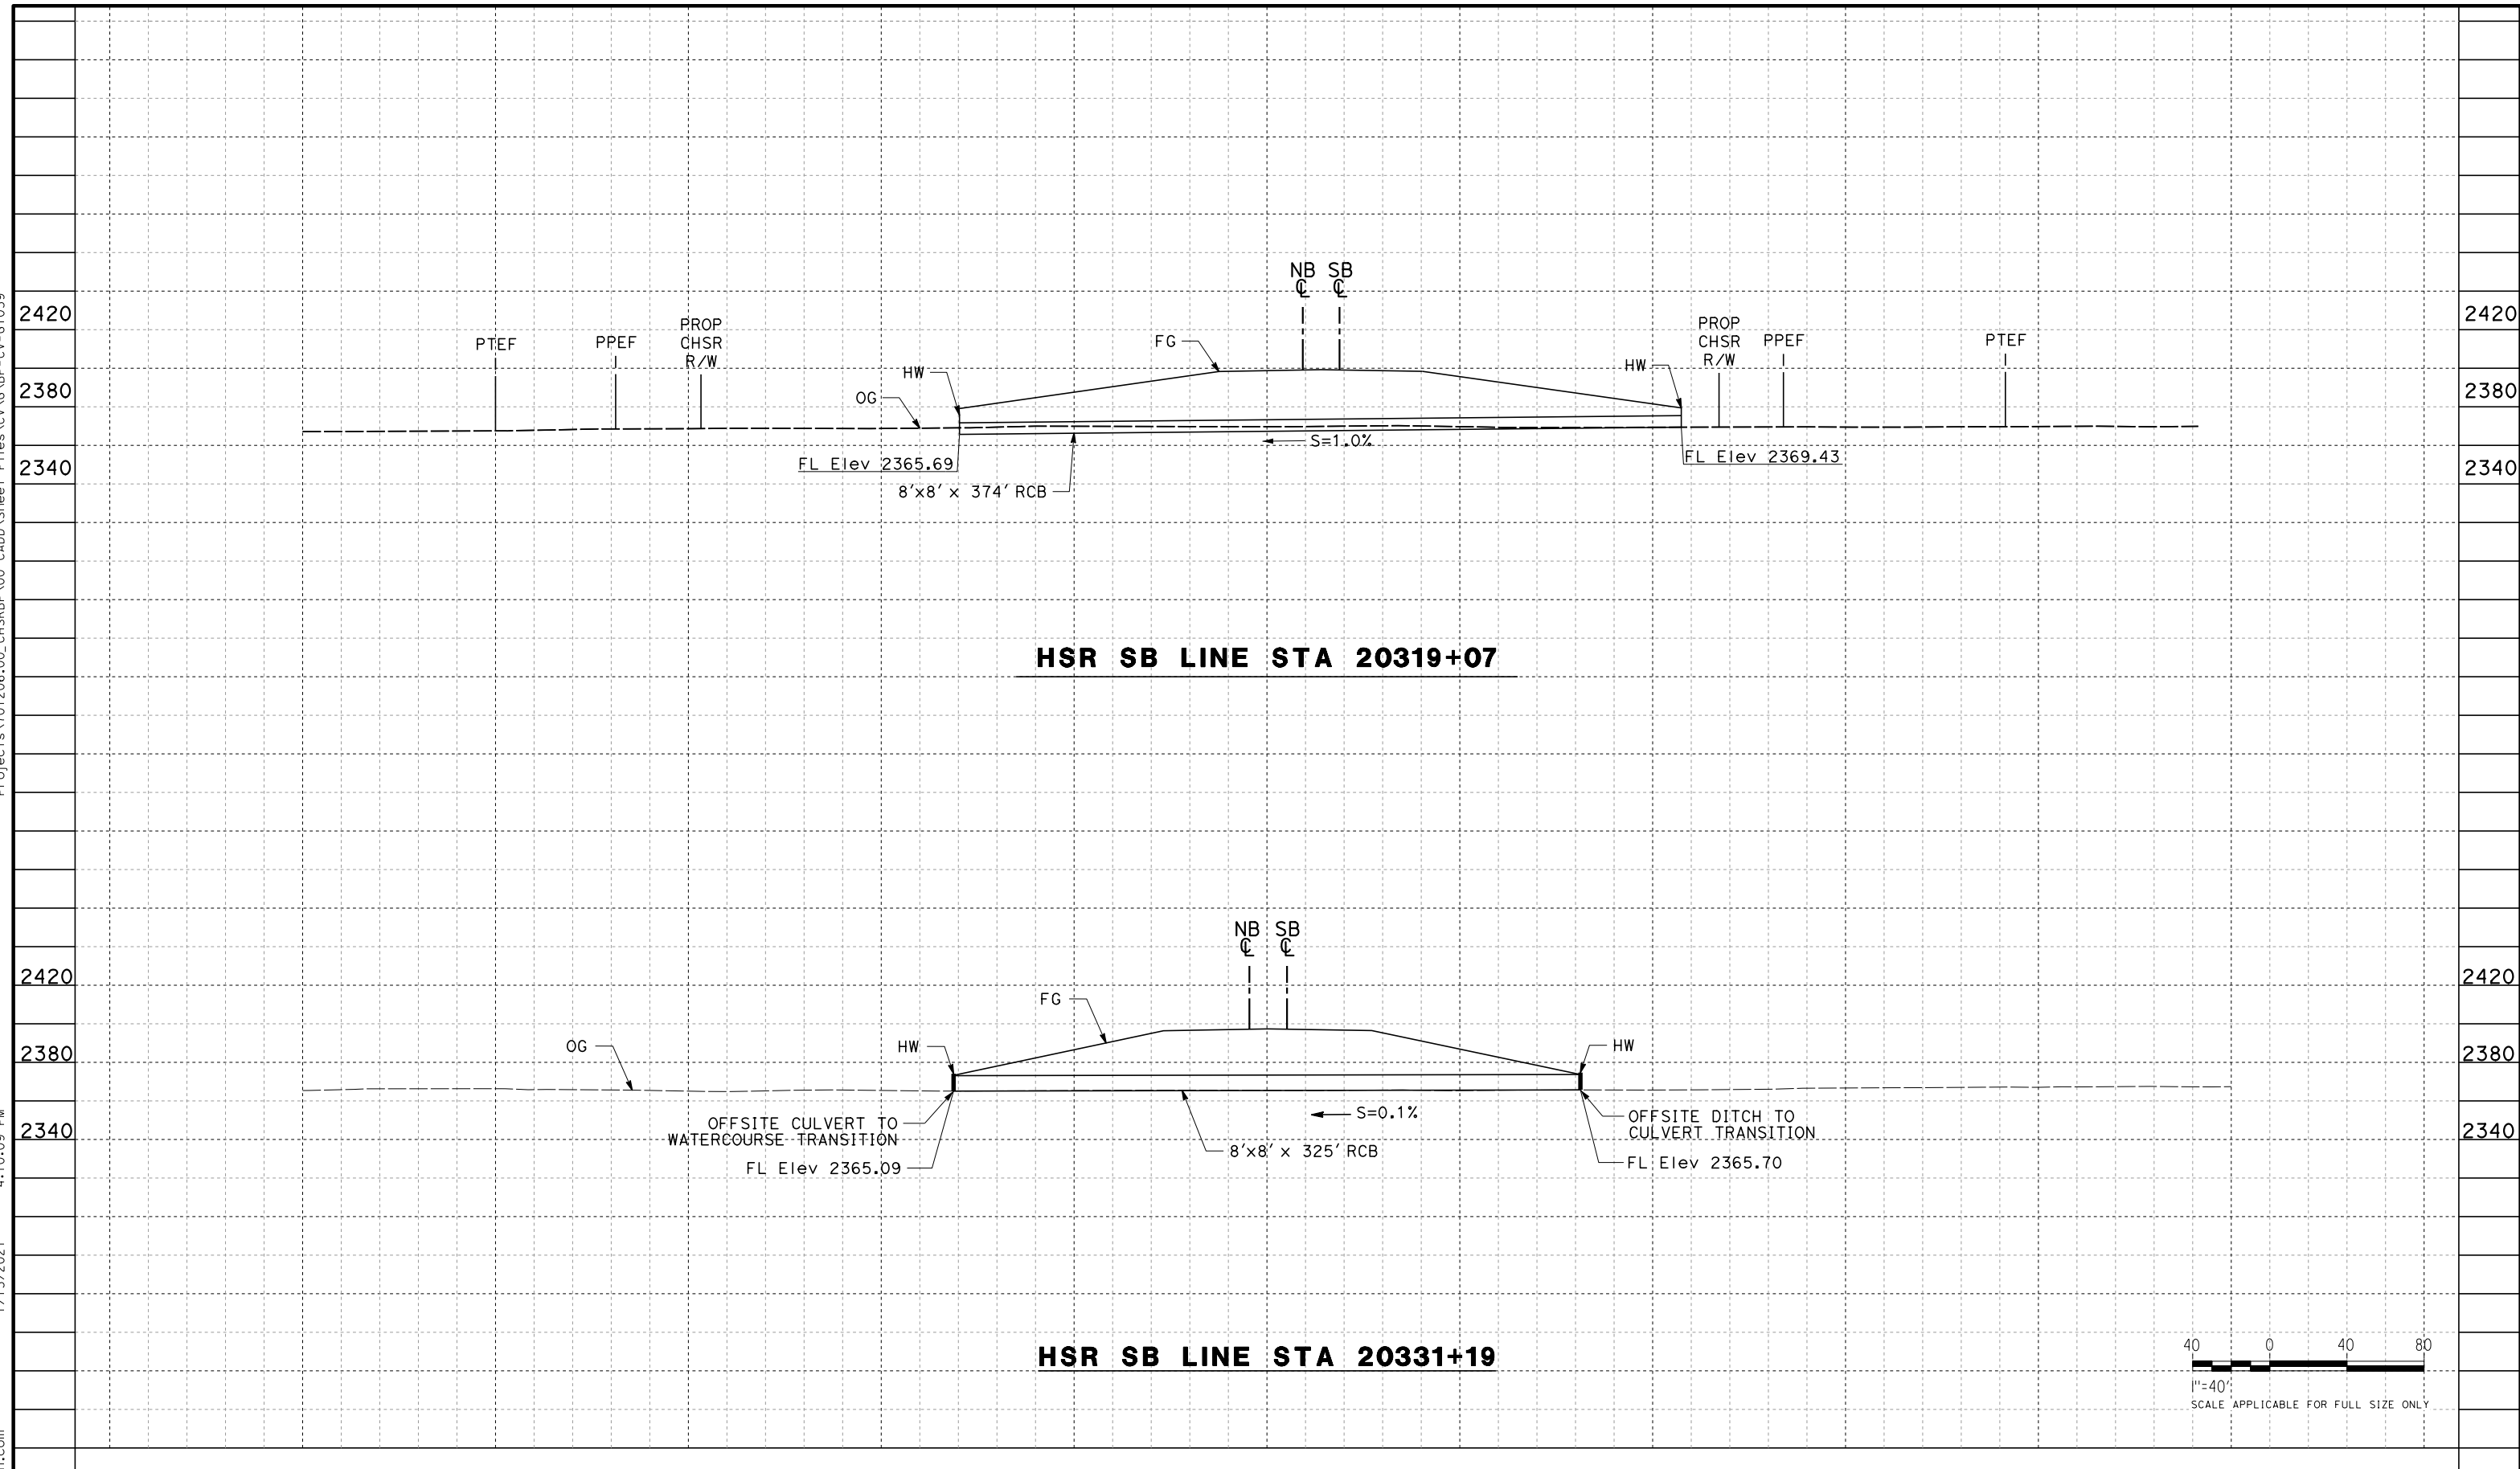 NB SB
℄ ℄
2420
2420
PROP
CHSR
R/W
PTEF
PPEF
FG
PROP
CHSR
R/W
PPEF
PTEF
HW
HW
2380
2380
OG
S=1.0%
FL Elev 2365.69
FL Elev 2369.43
2340
2340
8'x8' x 374' RCB
HSR SB LINE STA 20319+07
NB SB
℄ ℄
2420
2420
FG
OG
HW
HW
2380
2380
S=0.1%
OFFSITE CULVERT TO
WATERCOURSE TRANSITION
OFFSITE DITCH TO
CULVERT TRANSITION
2340
2340
8'x8' x 325' RCB
FL Elev 2365.09
FL Elev 2365.70
HSR SB LINE STA 20331+19
40 0 40 80
1"=40'
SCALE APPLICABLE FOR FULL SIZE ONLY